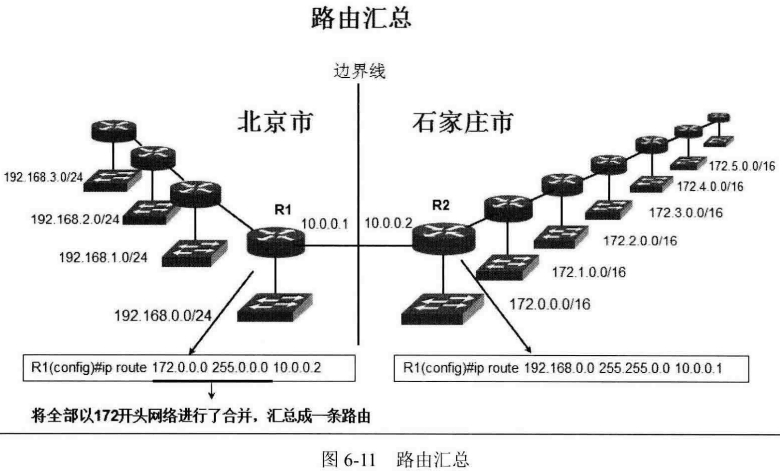 路由汇总
边界线
北京市
石家庄市
192.168.3.0/24
192.168.2.0/24
192.168.1.0/24
192.168.0.0/24
R1
10.0.0.1
10.0.0.2
R2
172.5.0.0/16
172.4.0.0/16
172.3.0.0/16
172.2.0.0/16
172.1.0.0/16
172.0.0.0/16
R1(config)#ip route 172.0.0.0 255.0.0.0 10.0.0.2
R1(config)#ip route 192.168.0.0 255.255.0.0 10.0.0.1
将全部以172开头网络进行了合并，汇总成一条路由
图 6-11 路由汇总